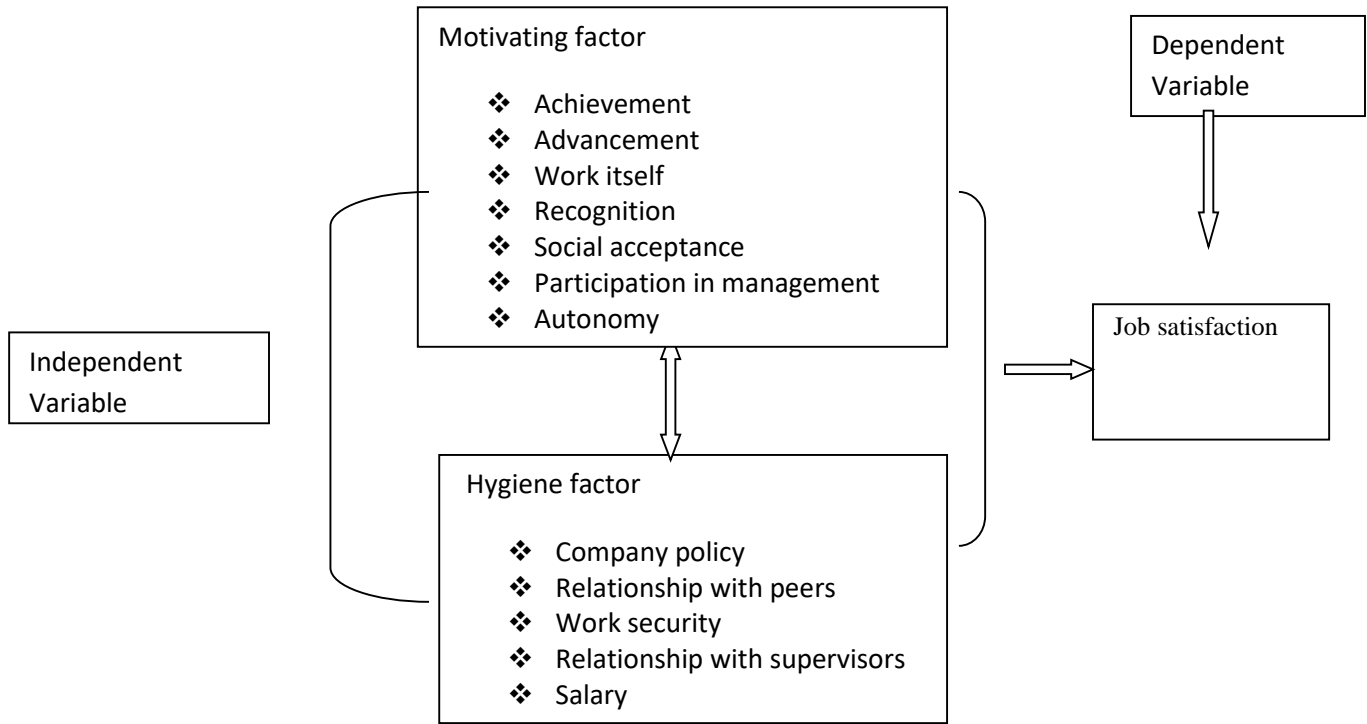 Motivating factor
❖ Achievement
❖ Advancement
❖ Work itself
❖ Recognition
❖ Social acceptance
❖ Participation in management
❖ Autonomy
Dependent
Variable
Independent
Variable
Job satisfaction
Hygiene factor
❖ Company policy
❖ Relationship with peers
❖ Work security
❖ Relationship with supervisors
❖ Salary